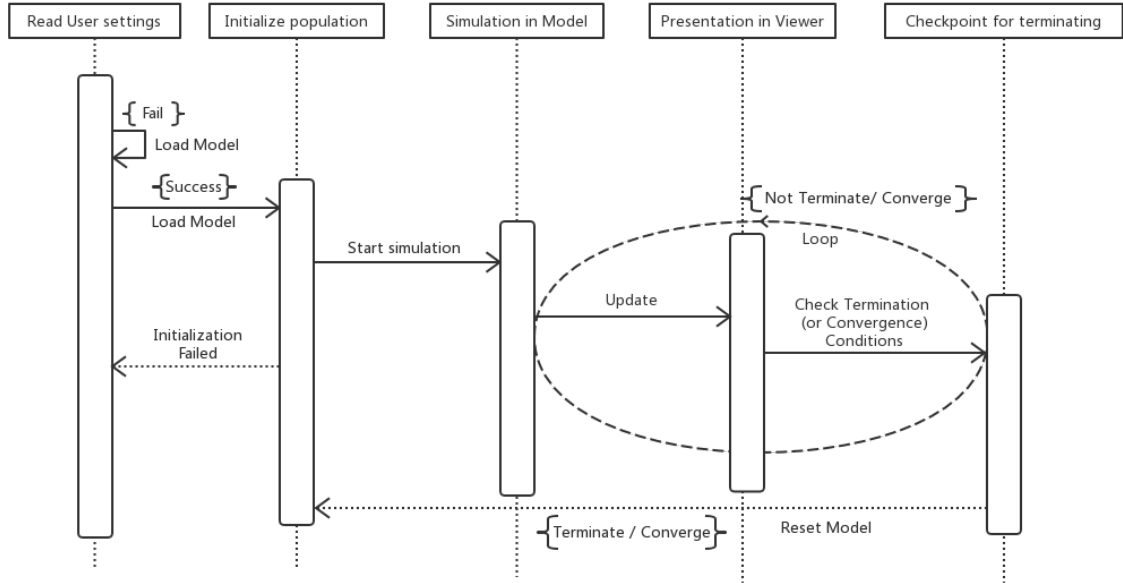 Read User settings
Initialize population
Simulation in Model
Presentation in Viewer
Checkpoint for terminating
{ Fail }
Load Model
{Success}
Load Model
{ Not Terminate/ Converge }
Loop
Start simulation
Update
Check Termination
(or Convergence)
Conditions
Initialization
Failed
{Terminate / Converge}
Reset Model